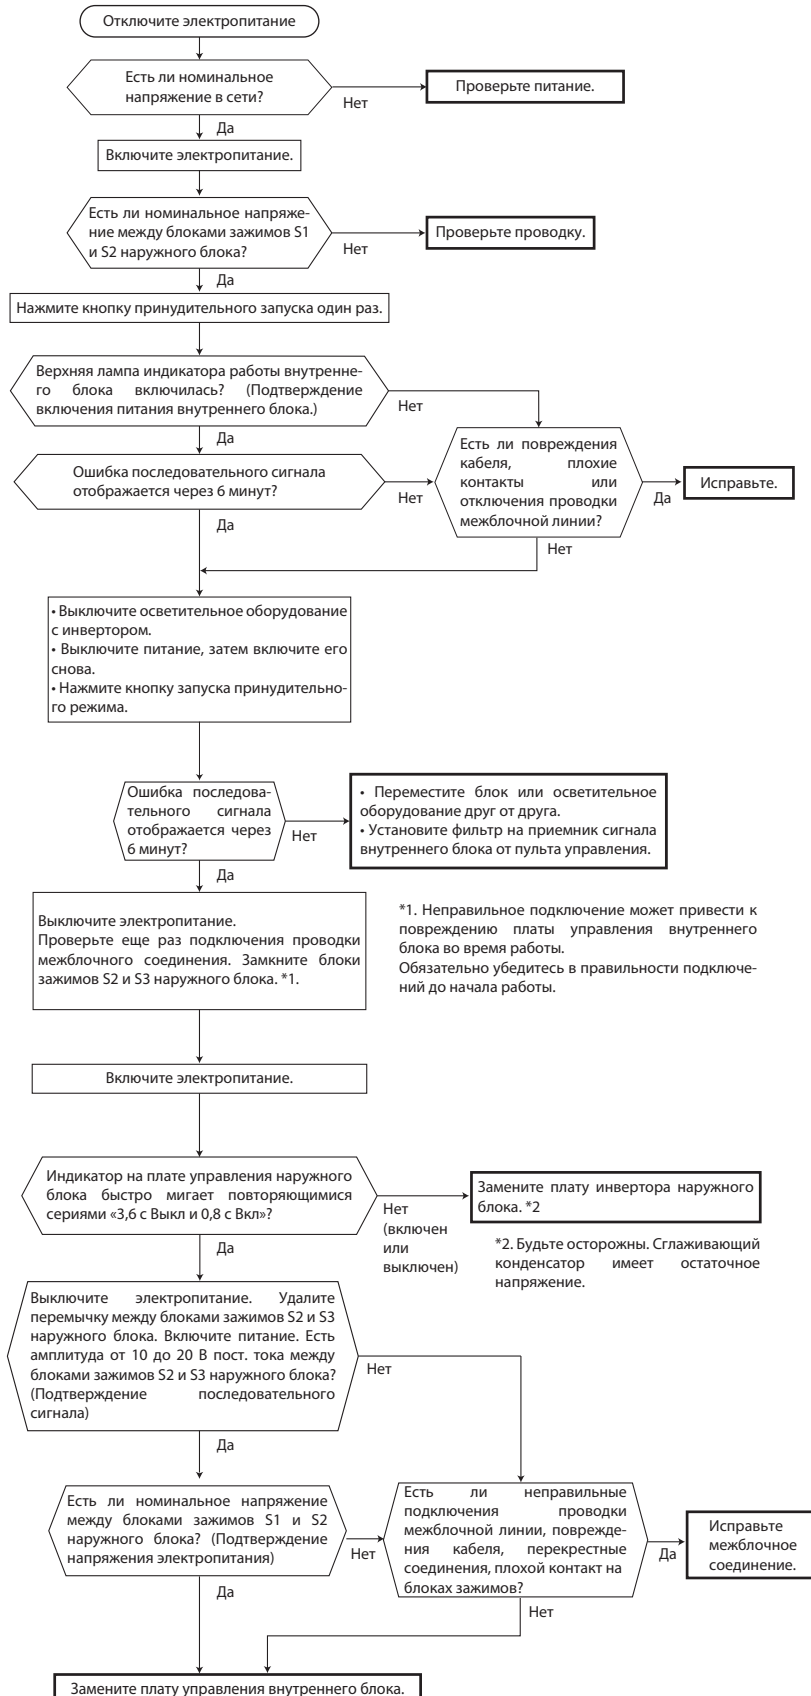 Отключите электропитание
Есть ли номинальное
напряжение в сети?
Нет
Проверьте питание.
Да
Включите электропитание.
Есть ли номинальное напряже-
ние между блоками зажимов S1
и S2 наружного блока?
Нет
Проверьте проводку.
Да
Нажмите кнопку принудительного запуска один раз.
Верхняя лампа индикатора работы внутренне-
го блока включилась? (Подтверждение
включения питания внутреннего блока.)
Нет
Да
Ошибка последовательного сигнала
отображается через 6 минут?
Нет
Есть ли повреждения
кабеля, плохие
контакты или
отключения проводки
межблочной линии?
Да
Исправьте.
Да
Нет
• Выключите осветительное оборудование
с инвертором.
• Выключите питание, затем включите его
снова.
• Нажмите кнопку запуска принудительно-
го режима.
Ошибка последова-
тельного сигнала
отображается через
6 минут?
Нет
• Переместите блок или осветительное
оборудование друг от друга.
• Установите фильтр на приемник сигнала
внутреннего блока от пульта управления.
Да
Выключите электропитание.
Проверьте еще раз подключения проводки
межблочного соединения. Замкните блоки
зажимов S2 и S3 наружного блока. *1.
*1. Неправильное подключение может привести к
повреждению платы управления внутреннего
блока во время работы.
Обязательно убедитесь в правильности подключе-
ний до начала работы.
Включите электропитание.
Индикатор на плате управления наружного
блока быстро мигает повторяющимися
сериями «3,6 с Выкл и 0,8 с Вкл»?
Нет
(включен
или
выключен)
Замените плату инвертора наружного
блока. *2
*2. Будьте осторожны. Сглаживающий
конденсатор имеет остаточное
напряжение.
Да
Выключите электропитание. Удалите
перемычку между блоками зажимов S2 и S3
наружного блока. Включите питание. Есть
амплитуда от 10 до 20 В пост. тока между
блоками зажимов S2 и S3 наружного блока?
(Подтверждение последовательного
сигнала)
Нет
Да
Есть ли номинальное напряжение
между блоками зажимов S1 и S2
наружного блока? (Подтверждение
напряжения электропитания)
Нет
Есть ли неправильные
подключения проводки
межблочной линии, поврежде-
ния кабеля, перекрестные
соединения, плохой контакт на
блоках зажимов?
Да
Исправьте
межблочное
соединение.
Да
Нет
Замените плату управления внутреннего блока.